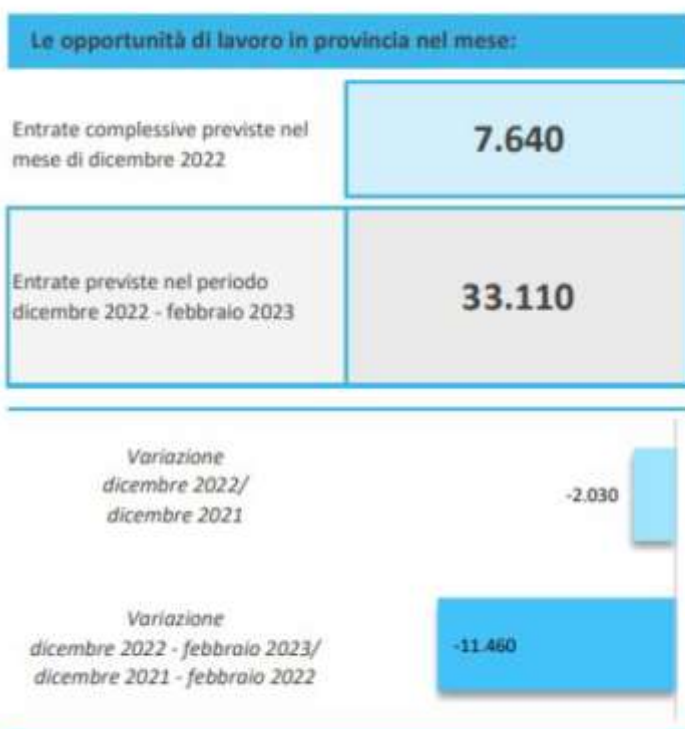 Le opportunità di lavoro in provincia nel mese:
Entrate complessive previste nel
mese di dicembre 2022
7.640
Entrate previste nel periodo
dicembre 2022 - febbraio 2023
33.110
Variazione
dicembre 2022/
dicembre 2021
-2.030
Variazione
dicembre 2022 - febbraio 2023/
dicembre 2021 - febbraio 2022
-11.460